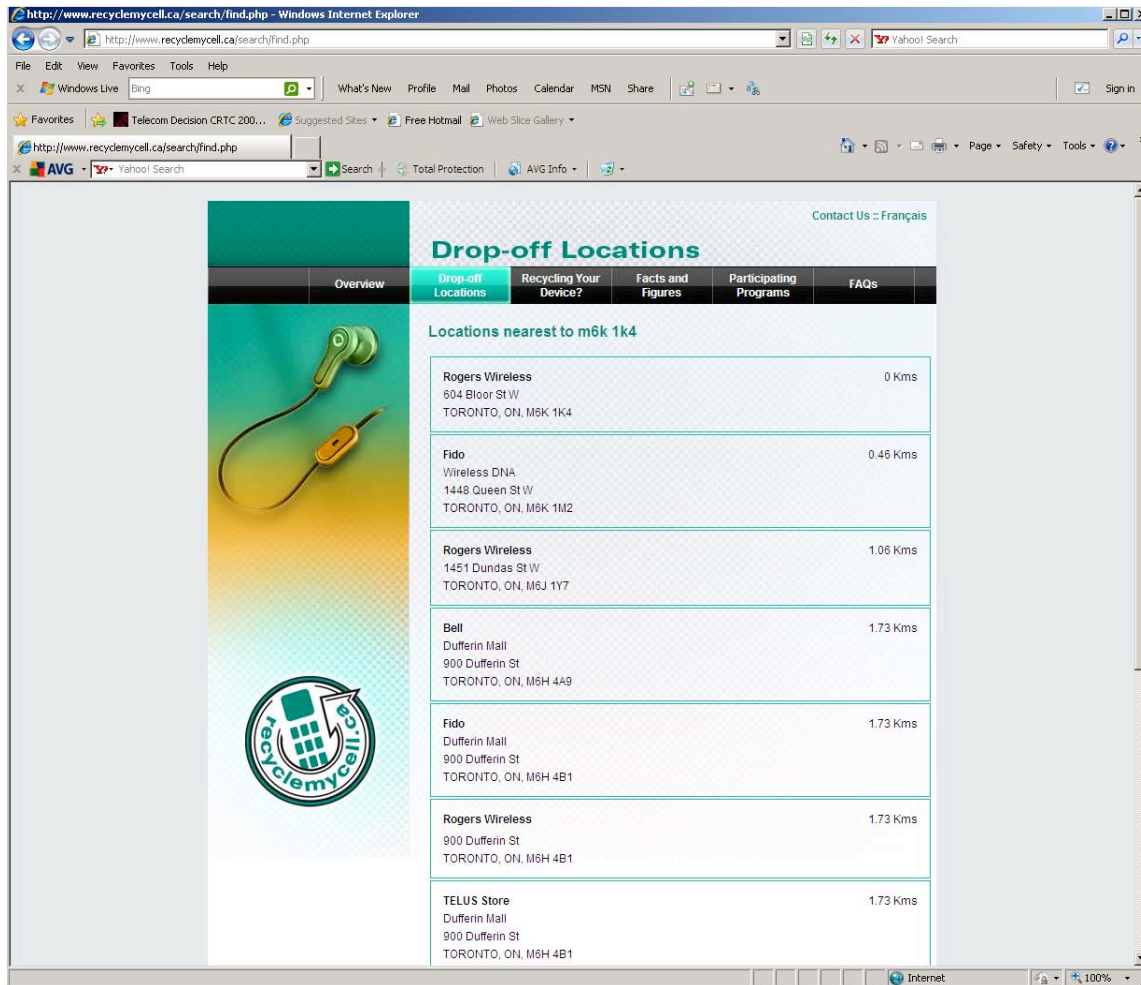 http://www.recyclemycell.ca/search/find.php - Windows Internet Explorer
http://www.recyclemycell.ca/search/find.php
Yahoo! Search
File Edit View Favorites Tools Help
Windows Live Bing What's New Profile Mail Photos Calendar MSN Share Sign in
Favorites Telecom Decision CRTC 200... Suggested Sites Free Hotmail Web Slice Gallery
http://www.recyclemycell.ca/search/find.php Page Safety Tools
AVG Yahoo! Search Search Total Protection AVG Info
Contact Us :: Français
Drop-off Locations
Overview
Drop-off Locations
Recycling Your Device?
Facts and Figures
Participating Programs
FAQs
Locations nearest to m6k 1k4
Rogers Wireless 0 Kms
604 Bloor St W
TORONTO, ON, M6K 1K4
Fido 0.46 Kms
Wireless DNA
1448 Queen St W
TORONTO, ON, M6K 1M2
Rogers Wireless 1.06 Kms
1451 Dundas St W
TORONTO, ON, M6J 1Y7
Bell 1.73 Kms
Dufferin Mall
900 Dufferin St
TORONTO, ON, M6H 4A9
Fido 1.73 Kms
Dufferin Mall
900 Dufferin St
TORONTO, ON, M6H 4B1
Rogers Wireless 1.73 Kms
900 Dufferin St
TORONTO, ON, M6H 4B1
TELUS Store 1.73 Kms
Dufferin Mall
900 Dufferin St
TORONTO, ON, M6H 4B1
recyclemycell.ca
Internet 100%